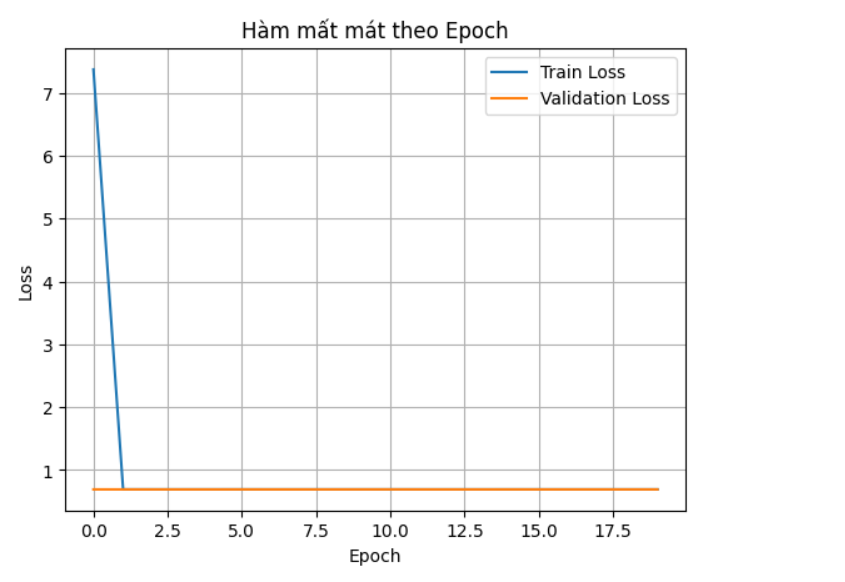 Hàm mất mát theo Epoch
Train Loss
Validation Loss
7
6
5
4
3
2
1
Loss
0.0 2.5 5.0 7.5 10.0 12.5 15.0 17.5
Epoch